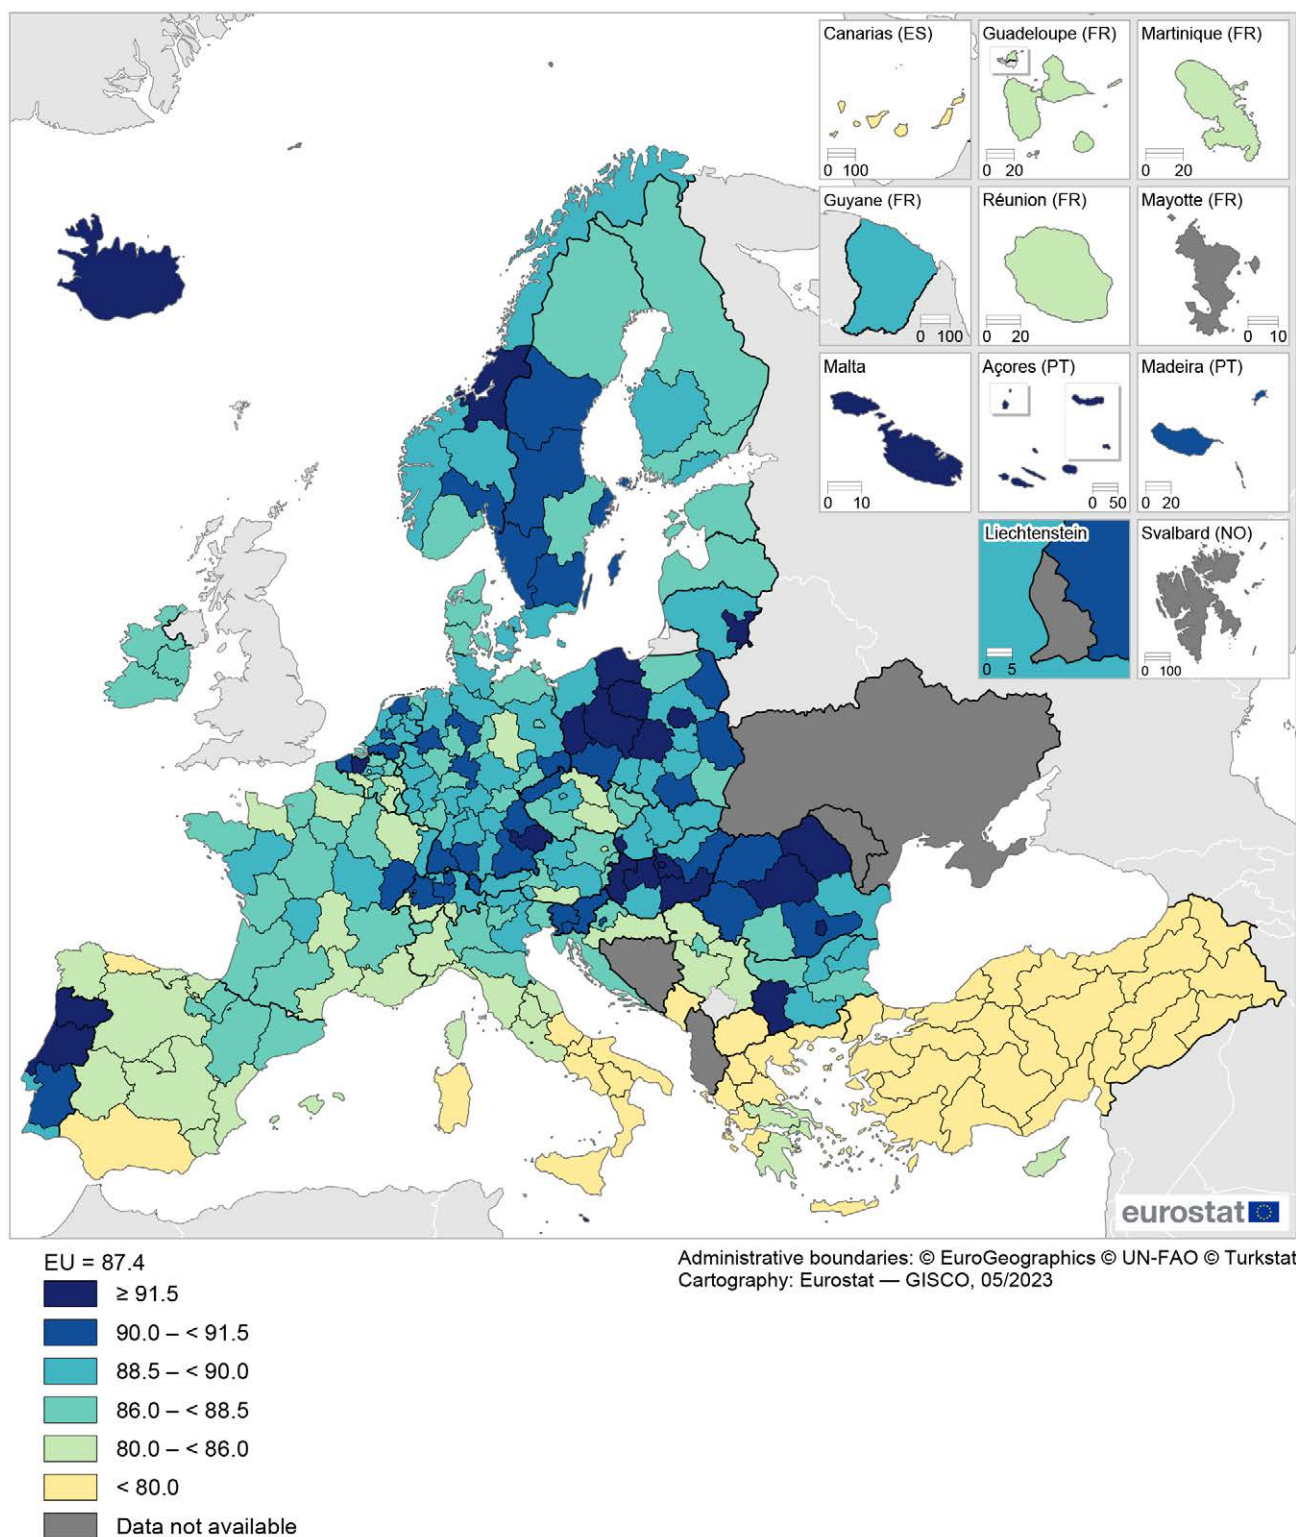 Canarias (ES)
0 100
Guadeloupe (FR)
0 20
Martinique (FR)
0 20
Guyane (FR)
0 100
Réunion (FR)
0 20
Mayotte (FR)
0 10
Malta
0 10
Açores (PT)
0 50
Madeira (PT)
0 20
Liechtenstein
0 5
Svalbard (NO)
0 100
eurostat
EU = 87.4
≥ 91.5
90.0 – < 91.5
88.5 – < 90.0
86.0 – < 88.5
80.0 – < 86.0
< 80.0
Data not available
Administrative boundaries: © EuroGeographics © UN-FAO © Turkstat
Cartography: Eurostat — GISCO, 05/2023